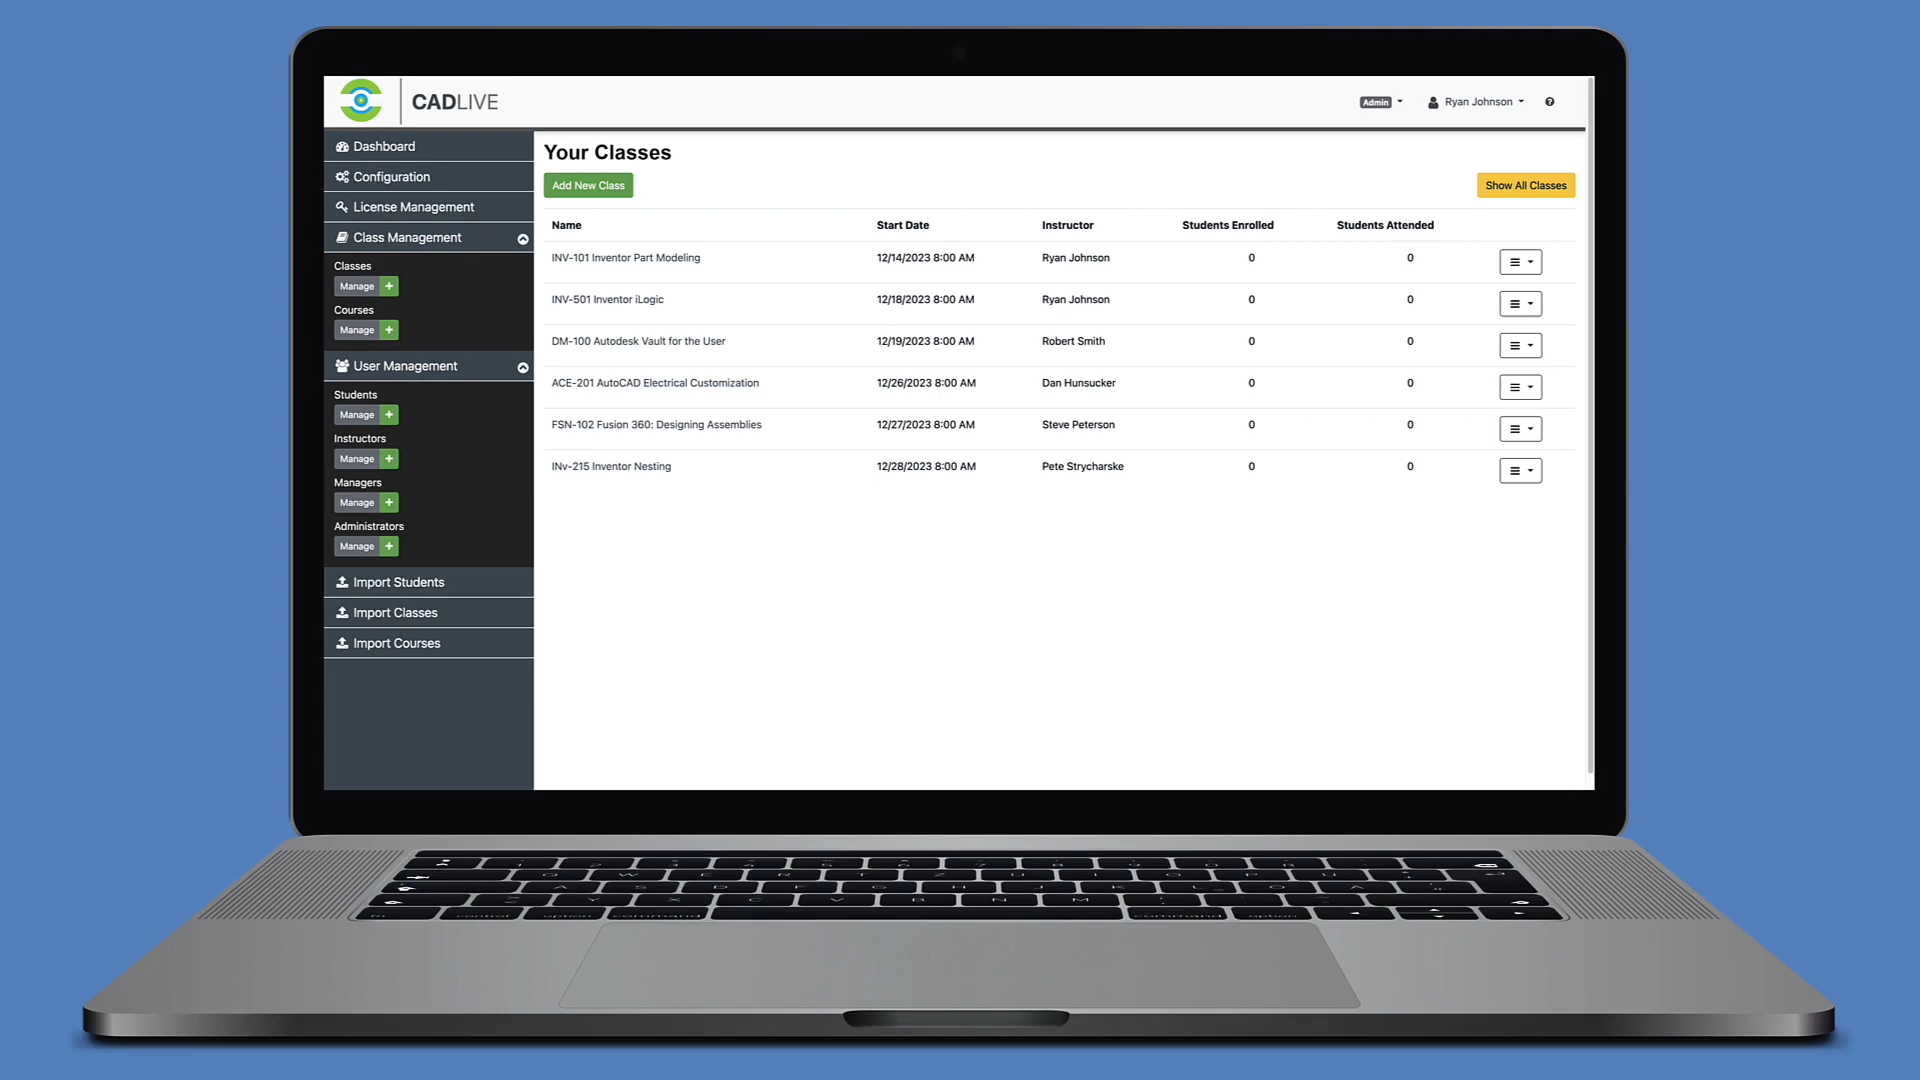 CADLIVE
Admin
Ryan Johnson
Dashboard
Configuration
License Management
Class Management
Classes
Manage +
Courses
Manage +
User Management
Students
Manage +
Instructors
Manage +
Managers
Manage +
Administrators
Manage +
Import Students
Import Classes
Import Courses
Your Classes
Add New Class
Show All Classes
Name Start Date Instructor Students Enrolled Students Attended
INV-101 Inventor Part Modeling 12/14/2023 8:00 AM Ryan Johnson 0 0
INV-501 Inventor iLogic 12/18/2023 8:00 AM Ryan Johnson 0 0
DM-100 Autodesk Vault for the User 12/19/2023 8:00 AM Robert Smith 0 0
ACE-201 AutoCAD Electrical Customization 12/26/2023 8:00 AM Dan Hunsucker 0 0
FSN-102 Fusion 360: Designing Assemblies 12/27/2023 8:00 AM Steve Peterson 0 0
INv-215 Inventor Nesting 12/28/2023 8:00 AM Pete Strycharske 0 0
Q W E R T Z U I O P Ü
A S D F G H J K L Ö Ä
Y X C V B N M
fn control option command command option